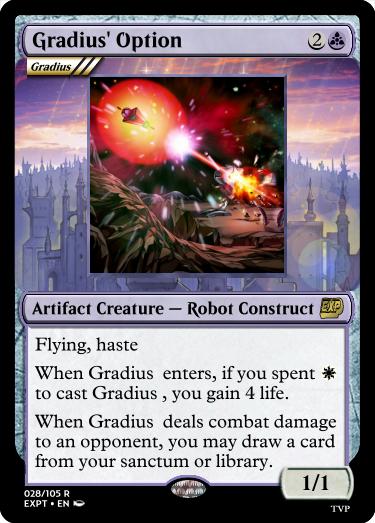 Gradius' Option 2
Gradius
Artifact Creature — Robot Construct EXP
Flying, haste
When Gradius enters, if you spent
to cast Gradius , you gain 4 life.
When Gradius deals combat damage
to an opponent, you may draw a card
from your sanctum or library.
1/1
028/105 R
EXPT • EN
TVP